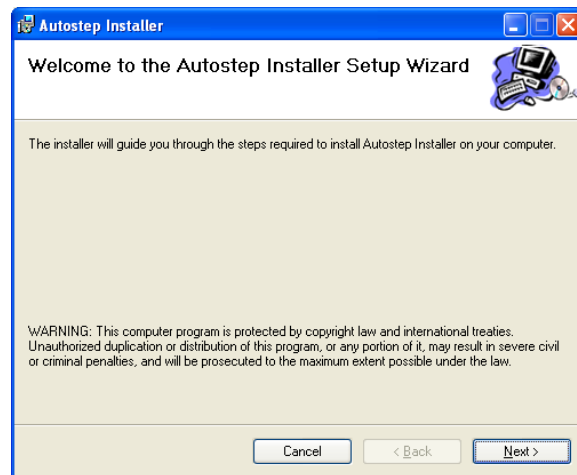 Autostep Installer
Welcome to the Autostep Installer Setup Wizard
The installer will guide you through the steps required to install Autostep Installer on your computer.
WARNING: This computer program is protected by copyright law and international treaties.
Unauthorized duplication or distribution of this program, or any portion of it, may result in severe civil
or criminal penalties, and will be prosecuted to the maximum extent possible under the law.
Cancel
< Back
Next >